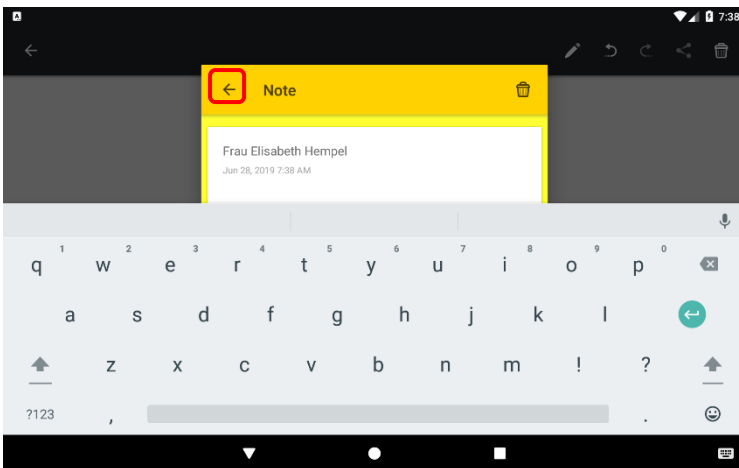 A 7:38
Note
Frau Elisabeth Hempel
Jun 28, 2019 7:38 AM
1 2 3 4 5 6 7 8 9 0
q w e r t y u i o p
a s d f g h j k l
z x c v b n m ! ?
?123 , .